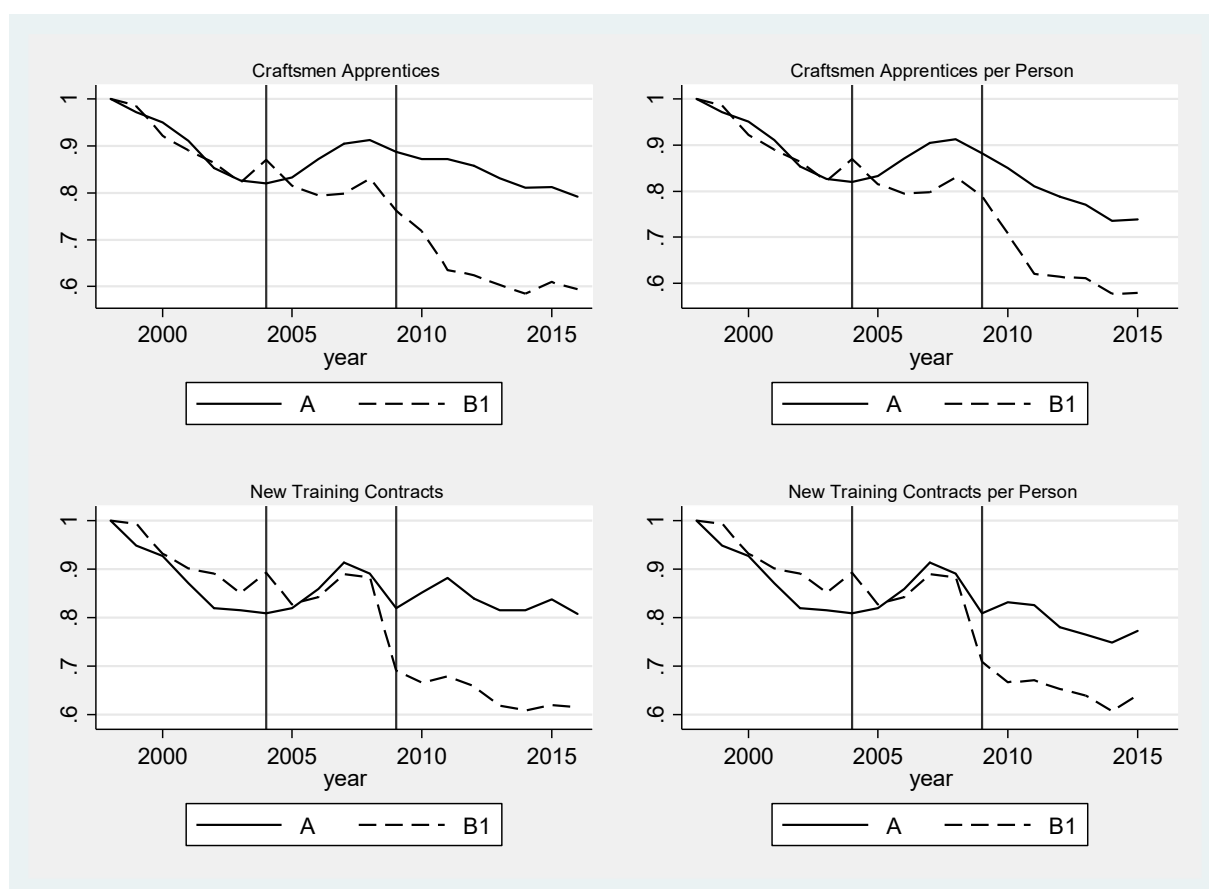 Craftsmen Apprentices
1
.9
.8
.7
.6
2000 2005 2010 2015
year
A B1
Craftsmen Apprentices per Person
1
.9
.8
.7
.6
2000 2005 2010 2015
year
A B1
New Training Contracts
1
.9
.8
.7
.6
2000 2005 2010 2015
year
A B1
New Training Contracts per Person
1
.9
.8
.7
.6
2000 2005 2010 2015
year
A B1